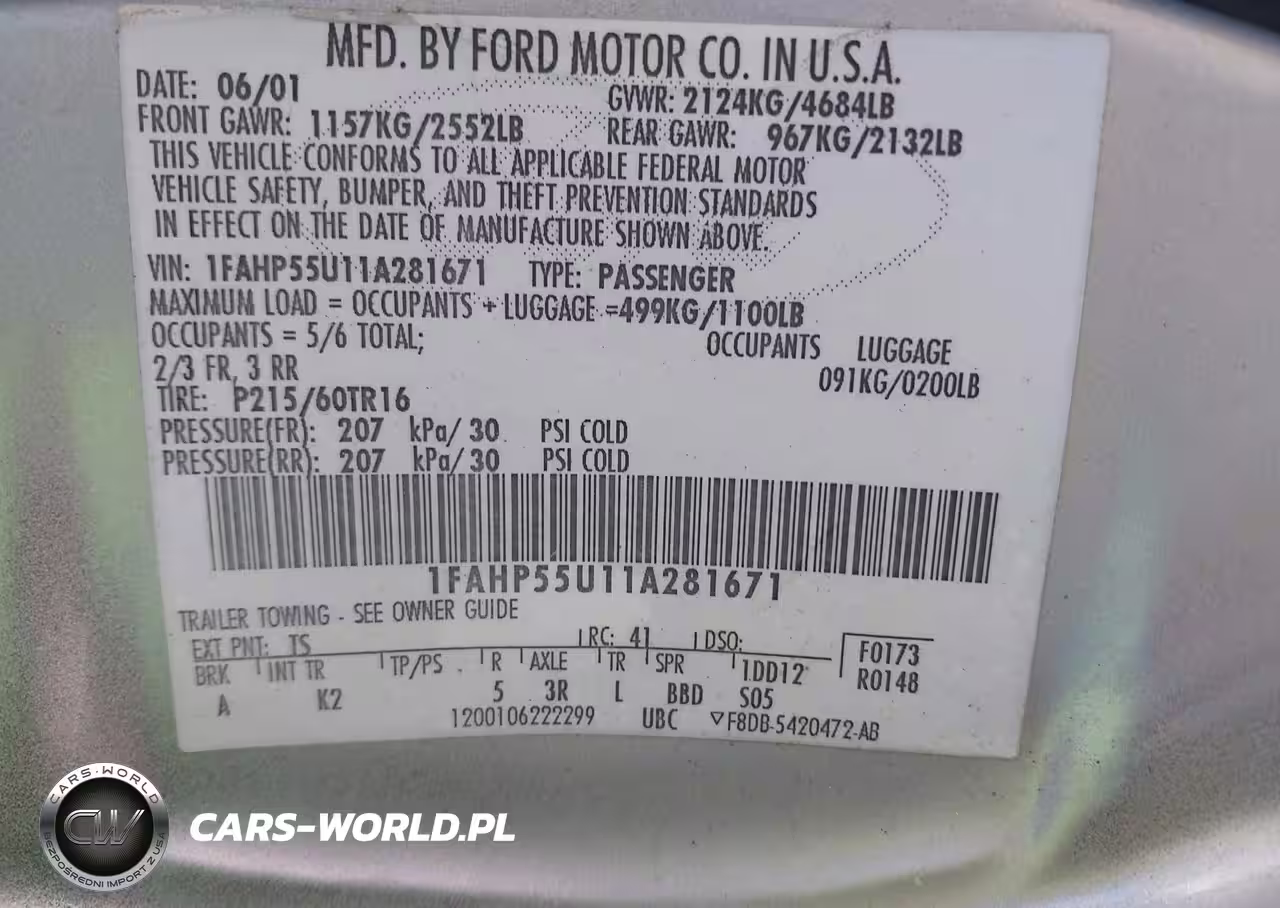 MFD. BY FORD MOTOR CO. IN U.S.A.
DATE: 06/01 GVWR: 2124KG/4684LB
FRONT GAWR: 1157KG/2552LB REAR GAWR: 967KG/2132LB
THIS VEHICLE CONFORMS TO ALL APPLICABLE FEDERAL MOTOR
VEHICLE SAFETY, BUMPER, AND THEFT PREVENTION STANDARDS
IN EFFECT ON THE DATE OF MANUFACTURE SHOWN ABOVE.
VIN: 1FAHP55U11A281671 TYPE: PASSENGER
MAXIMUM LOAD = OCCUPANTS + LUGGAGE =499KG/1100LB
OCCUPANTS = 5/6 TOTAL; OCCUPANTS LUGGAGE
2/3 FR, 3 RR 091KG/0200LB
TIRE: P215/60TR16
PRESSURE(FR): 207 kPa/ 30 PSI COLD
PRESSURE(RR): 207 kPa/ 30 PSI COLD
1FAHP55U11A281671
TRAILER TOWING - SEE OWNER GUIDE
EXT PNT: TS RC: 41 DSO: F0173
BRK INT TR TP/PS R AXLE TR SPR 1DD12 R0148
A K2 5 3R L BBD S05
1200106222299 UBC ▽F8DB-5420472-AB
CARS-WORLD
CW
BEZPOŚREDNI IMPORT Z USA
CARS-WORLD.PL